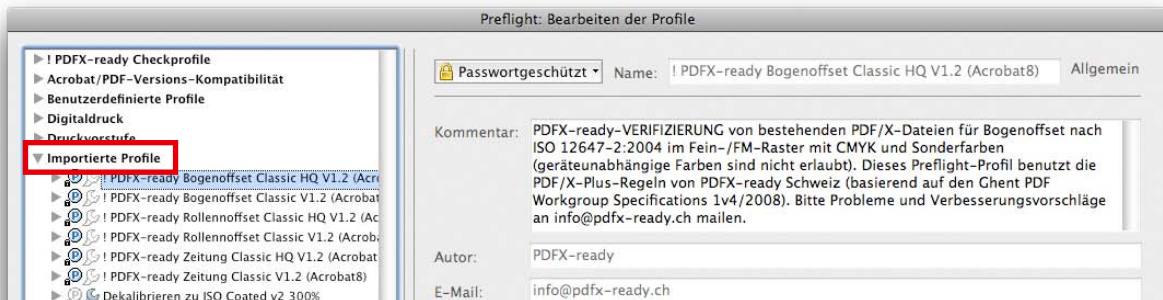 Preflight: Bearbeiten der Profile
! PDFX-ready Checkprofile
Acrobat/PDF-Versions-Kompatibilität
Benutzerdefinierte Profile
Digitaldruck
Druckvorstufe
Importierte Profile
! PDFX-ready Bogenoffset Classic HQ V1.2 (Acro
! PDFX-ready Bogenoffset Classic V1.2 (Acrobat
! PDFX-ready Rollennoffset Classic HQ V1.2 (Ac
! PDFX-ready Rollennoffset Classic V1.2 (Acroba
! PDFX-ready Zeitung Classic HQ V1.2 (Acrobat
! PDFX-ready Zeitung Classic V1.2 (Acrobat8)
Dekalibrieren zu ISO Coated v2 300%
Passwortgeschützt
Name: ! PDFX-ready Bogenoffset Classic HQ V1.2 (Acrobat8)
Allgemein
Kommentar: PDFX-ready-VERIFIZIERUNG von bestehenden PDF/X-Dateien für Bogenoffset nach
ISO 12647-2:2004 im Fein-/FM-Raster mit CMYK und Sonderfarben
(geräteunabhängige Farben sind nicht erlaubt). Dieses Preflight-Profil benutzt die
PDF/X-Plus-Regeln von PDFX-ready Schweiz (basierend auf den Ghent PDF
Workgroup Specifications 1v4/2008). Bitte Probleme und Verbesserungsvorschläge
an info@pdfx-ready.ch mailen.
Autor: PDFX-ready
E-Mail: info@pdfx-ready.ch